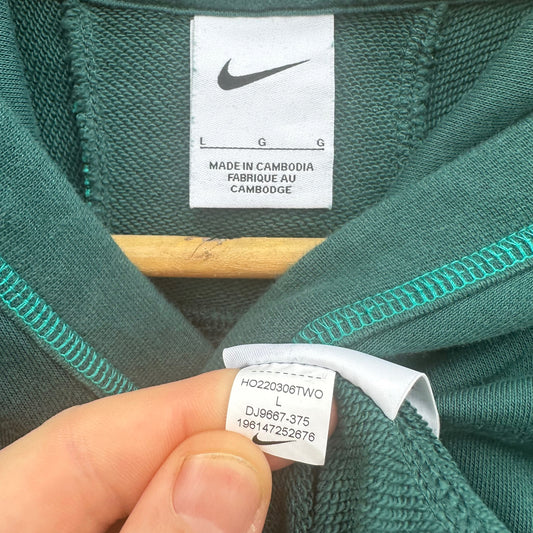 L G G
MADE IN CAMBODIA
FABRIQUE AU
CAMBODGE
HO220306TWO
L
DJ9667-375
196147252676